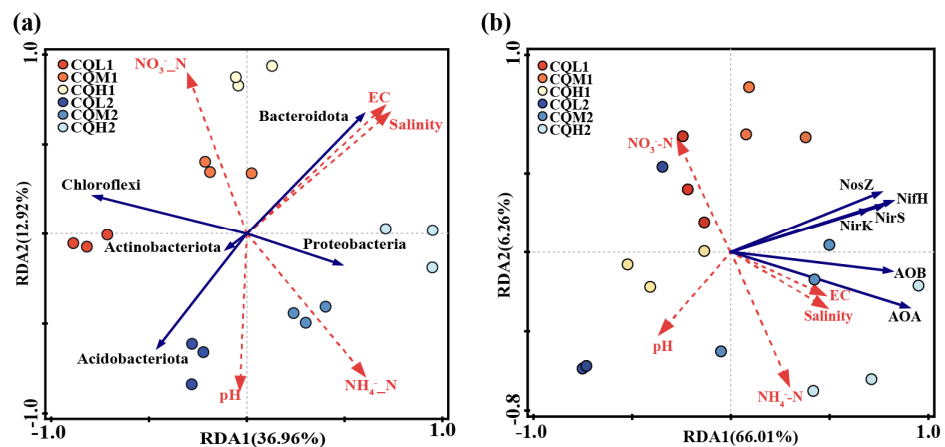 (a)
1.0
CQL1
CQM1
CQH1
CQL2
CQM2
CQH2
NO₃⁻_N
Bacteroidota
EC
Salinity
Chloroflexi
Actinobacteriota
Proteobacteria
Acidobacteriota
pH
NH₄⁻_N
RDA2(12.92%)
-1.0
-1.0
RDA1(36.96%)
1.0
(b)
1.0
CQL1
CQM1
CQH1
CQL2
CQM2
CQH2
NO₃⁻-N
NosZ
NifH
NirS
NirK
AOB
EC
AOA
Salinity
pH
NH₄⁻-N
RDA2(6.26%)
-0.8
-1.0
RDA1(66.01%)
1.0